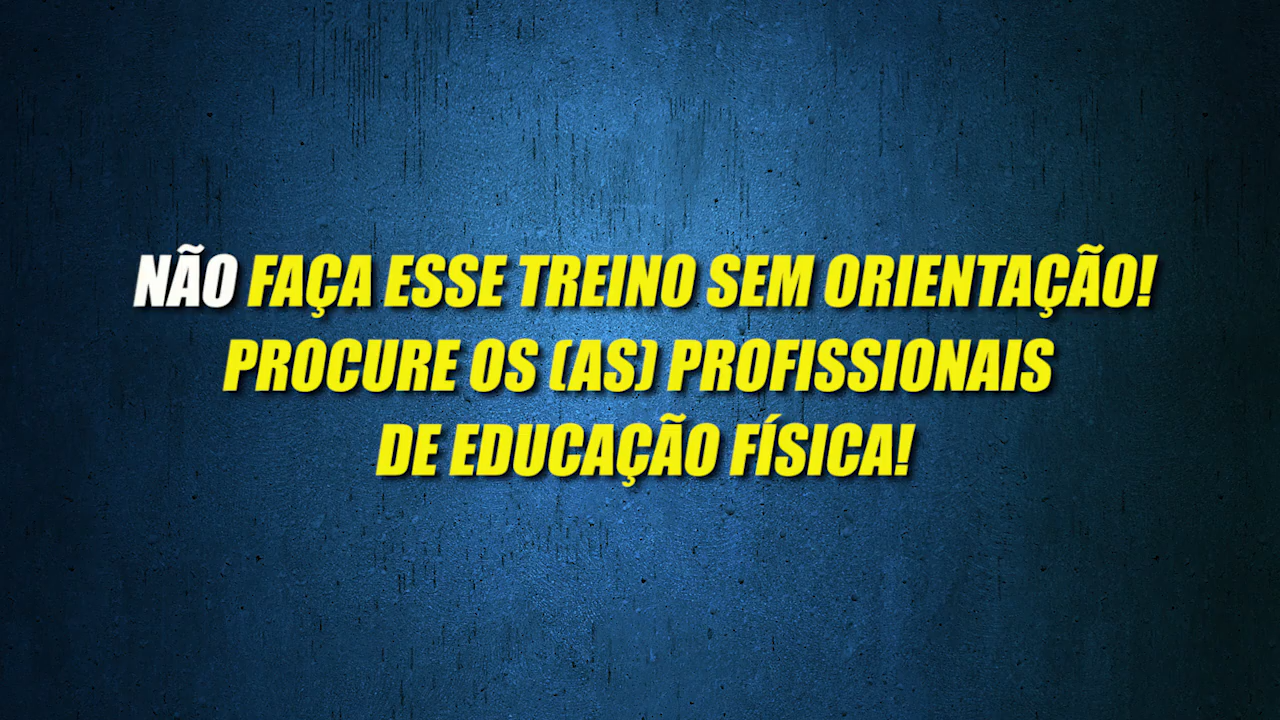 NÃO FAÇA ESSE TREINO SEM ORIENTAÇÃO!
PROCURE OS (AS) PROFISSIONAIS
DE EDUCAÇÃO FÍSICA!